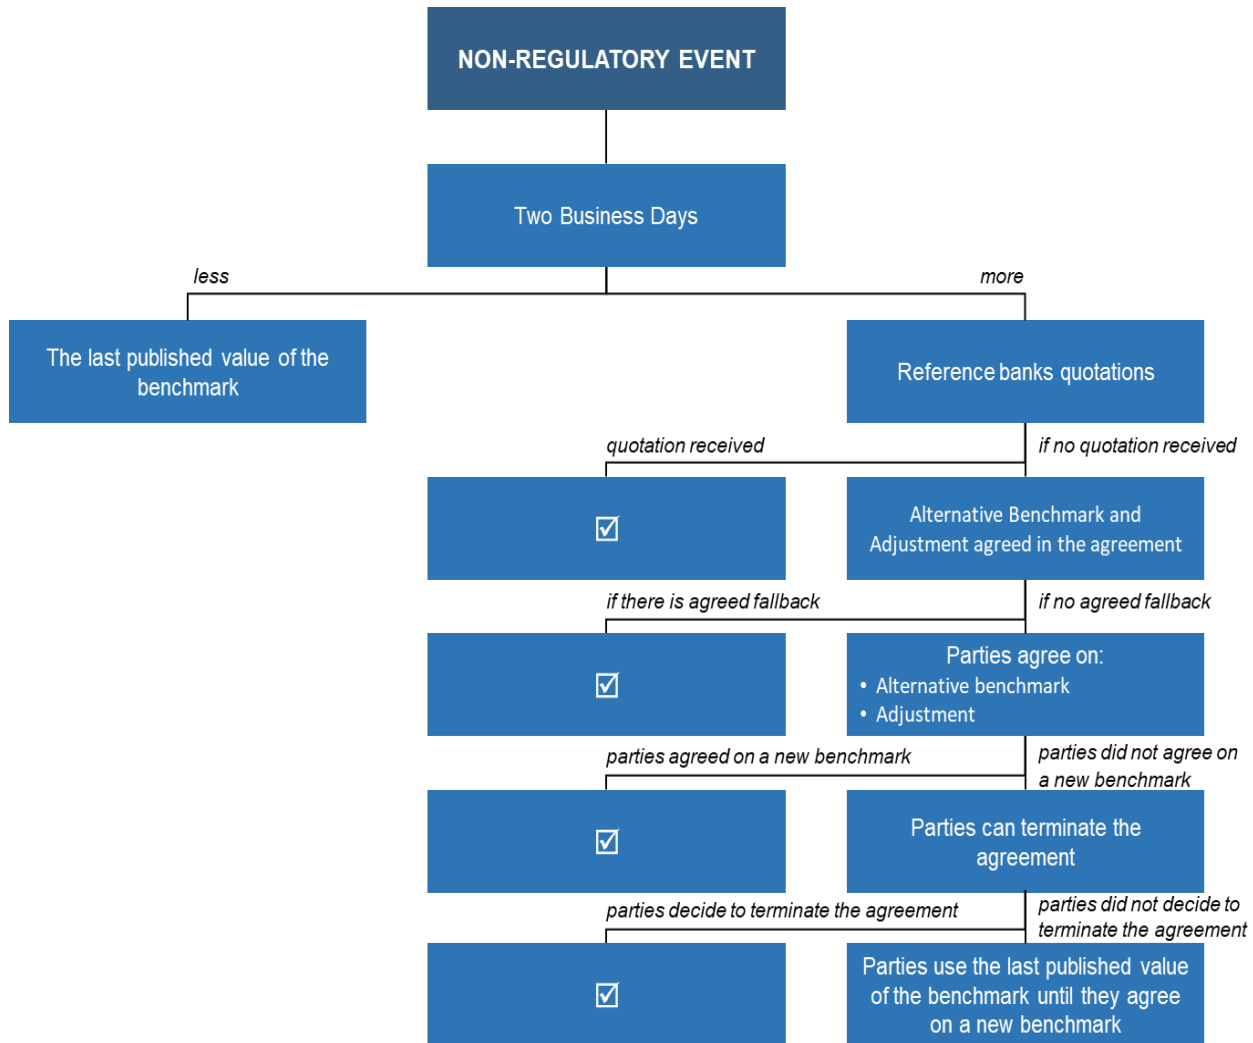 NON-REGULATORY EVENT
Two Business Days
less
more
The last published value of the
benchmark
Reference banks quotations
quotation received
if no quotation received
☑
Alternative Benchmark and
Adjustment agreed in the agreement
if there is agreed fallback
if no agreed fallback
☑
Parties agree on:
• Alternative benchmark
• Adjustment
parties agreed on a new benchmark
parties did not agree on
a new benchmark
☑
Parties can terminate the
agreement
parties decide to terminate the agreement
parties did not decide to
terminate the agreement
☑
Parties use the last published value
of the benchmark until they agree
on a new benchmark